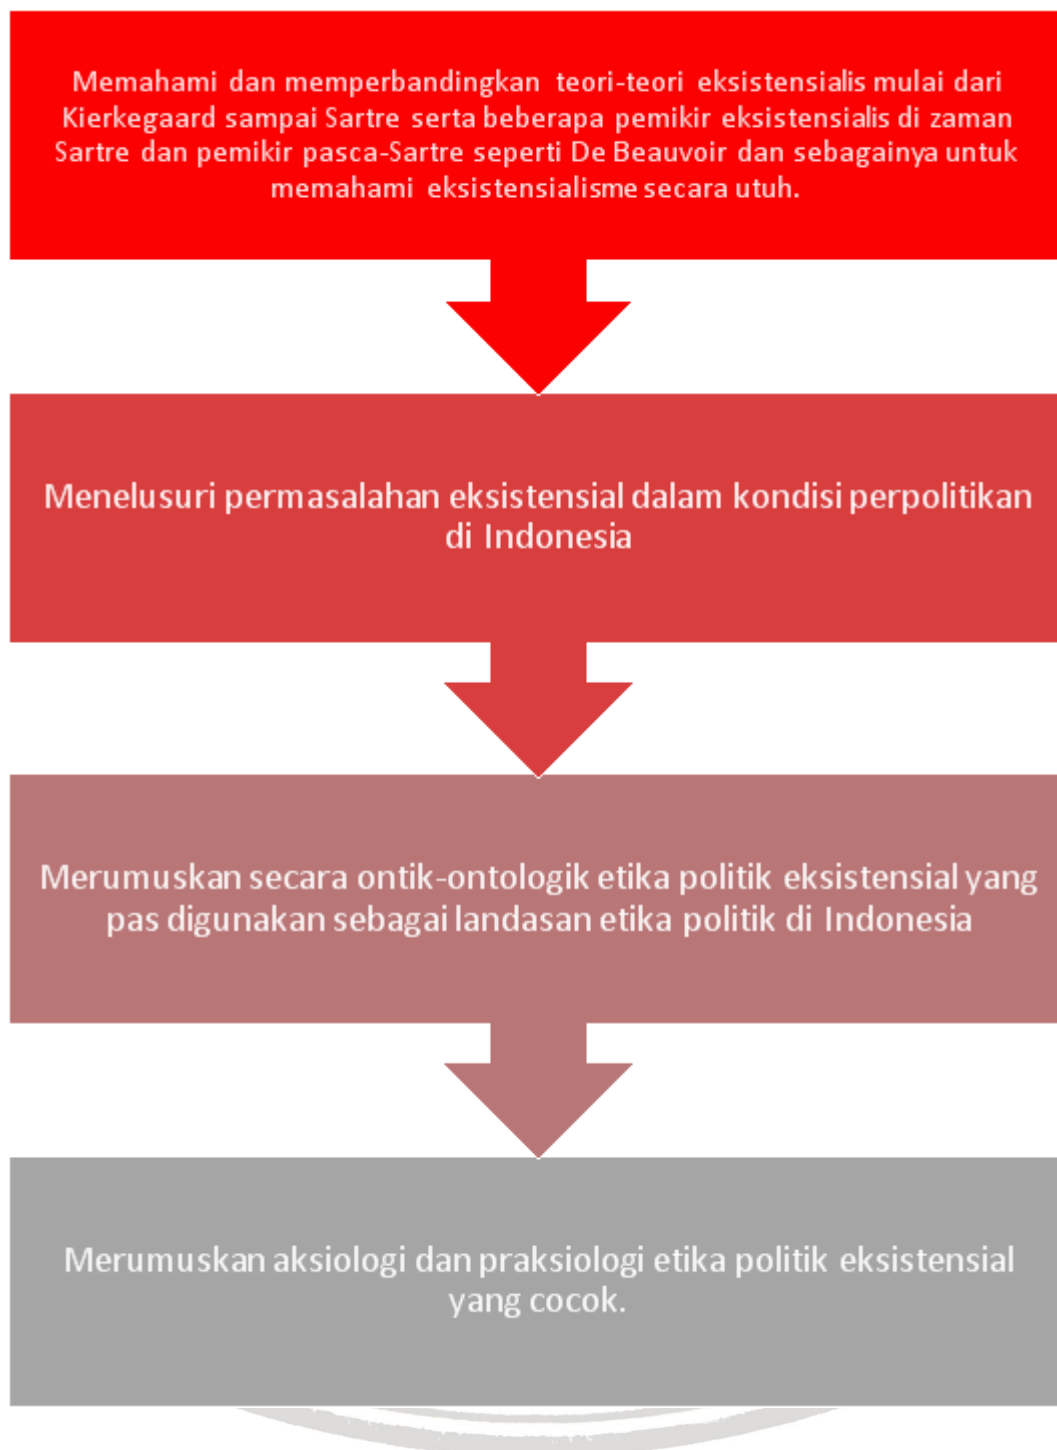 Memahami dan memperbandingkan teori-teori eksistensialis mulai dari
Kierkegaard sampai Sartre serta beberapa pemikir eksistensialis di zaman
Sartre dan pemikir pasca-Sartre seperti De Beauvoir dan sebagainya untuk
memahami eksistensialisme secara utuh.
Menelusuri permasalahan eksistensial dalam kondisi perpolitikan
di Indonesia
Merumuskan secara ontik-ontologik etika politik eksistensial yang
pas digunakan sebagai landasan etika politik di Indonesia
Merumuskan aksiologi dan praksiologi etika politik eksistensial
yang cocok.